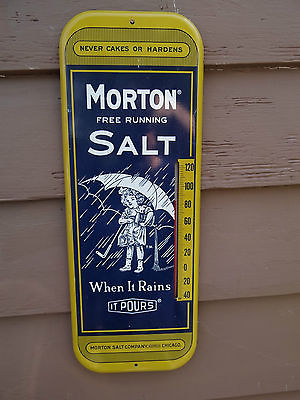 NEVER CAKES OR HARDENS
MORTON®
FREE RUNNING
SALT
120
100
80
60
40
20
0
20
40
When It Rains
IT POURS®
MORTON SALT COMPANY CHICAGO